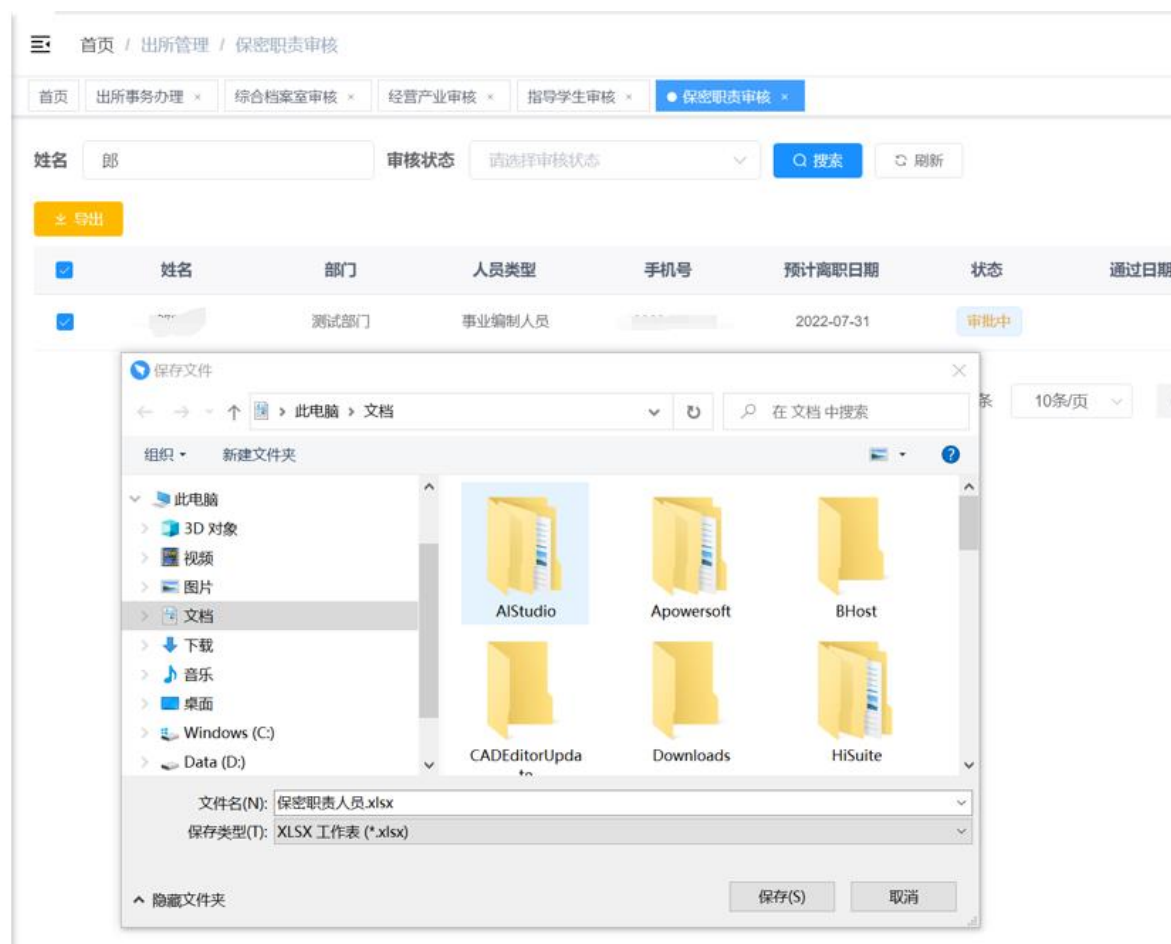 首页 / 出所管理 / 保密职责审核
首页 出所事务办理 × 综合档案室审核 × 经营产业审核 × 指导学生审核 × 保密职责审核 ×
姓名 郎 审核状态 请选择审核状态 搜索 刷新
导出
姓名 部门 人员类型 手机号 预计离职日期 状态 通过日期
测试部门 事业编制人员 2022-07-31 审批中
条 10条/页
保存文件
此电脑 › 文档 在 文档 中搜索
组织 新建文件夹
此电脑
3D 对象
视频
图片
文档
下载
音乐
桌面
Windows (C:)
Data (D:)
AIStudio Apowersoft BHost
CADEditorUpda
Downloads HiSuite
文件名(N): 保密职责人员.xlsx
保存类型(T): XLSX 工作表 (*.xlsx)
隐藏文件夹 保存(S) 取消